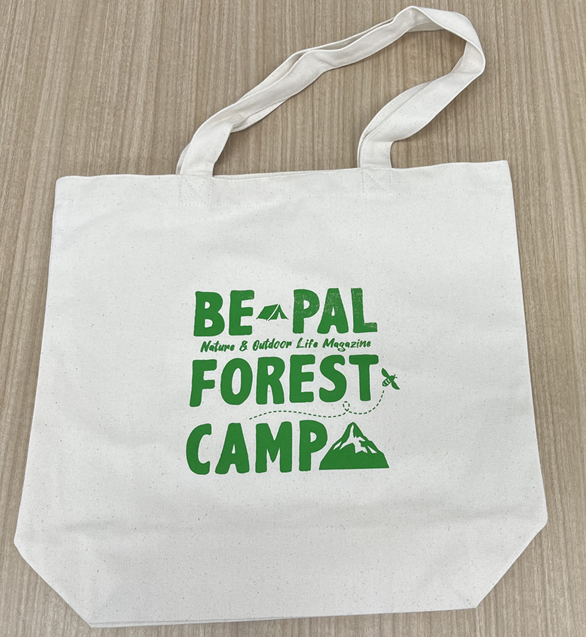 BE PAL
Nature & Outdoor Life Magazine
FOREST
CAMP